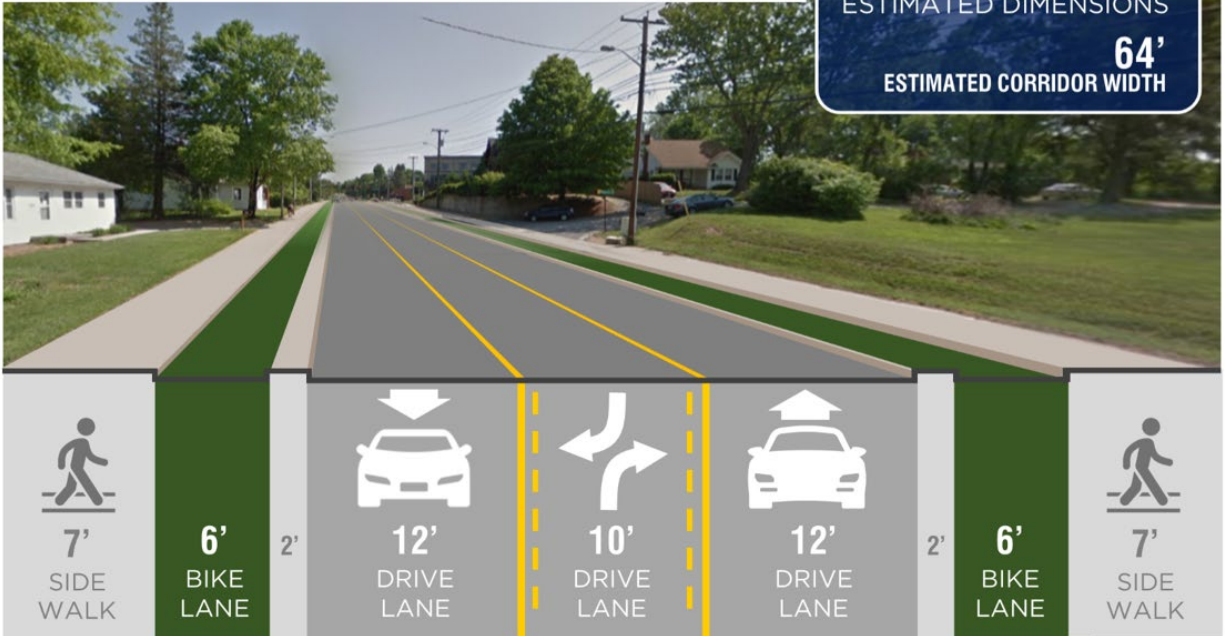 ESTIMATED DIMENSIONS
64’
ESTIMATED CORRIDOR WIDTH
7’
SIDE
WALK
6’
BIKE
LANE
2’
12’
DRIVE
LANE
10’
DRIVE
LANE
12’
DRIVE
LANE
2’
6’
BIKE
LANE
7’
SIDE
WALK